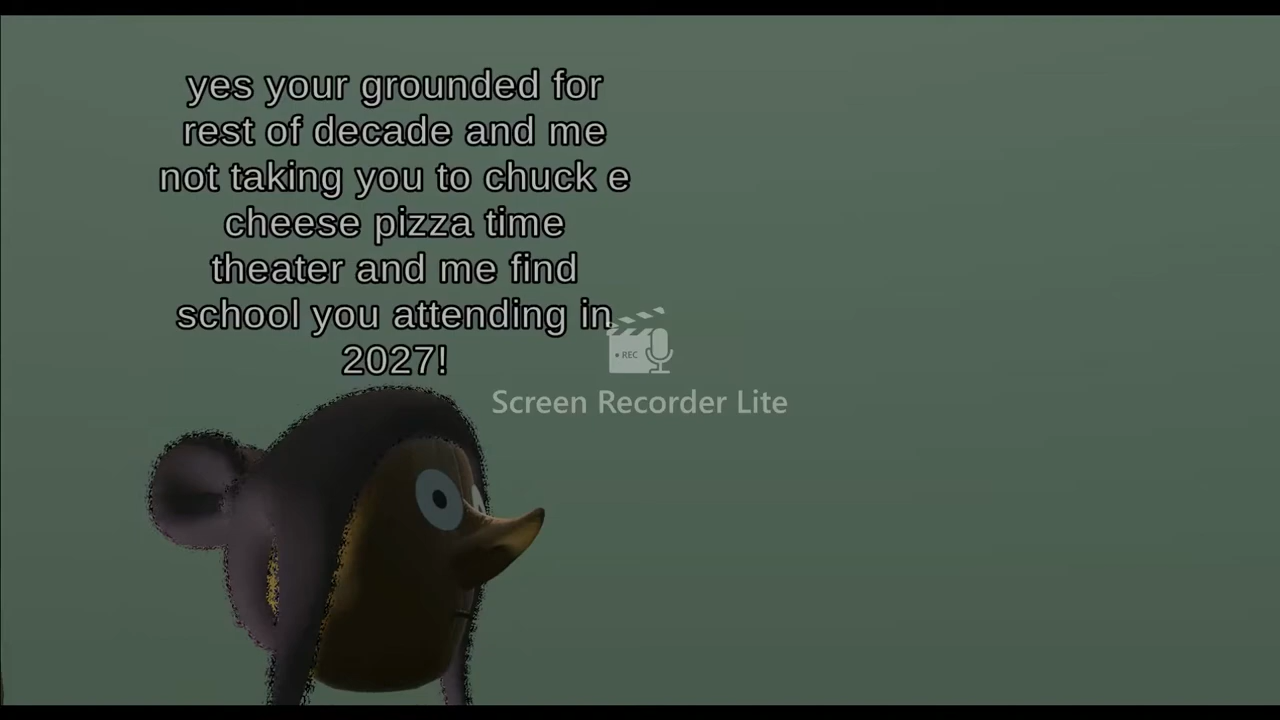 yes your grounded for
rest of decade and me
not taking you to chuck e
cheese pizza time
theater and me find
school you attending in
2027!
REC
Screen Recorder Lite